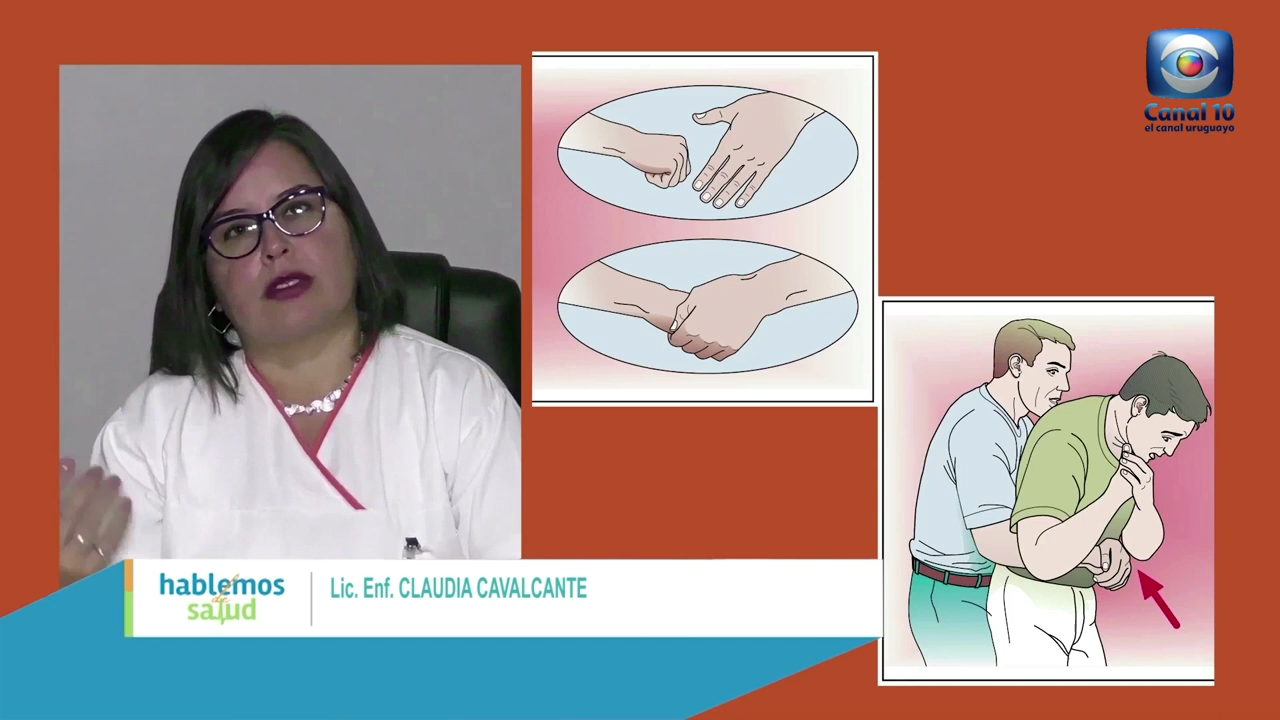 Canal 10
el canal uruguayo
hablemos
de
salud
Lic. Enf. CLAUDIA CAVALCANTE